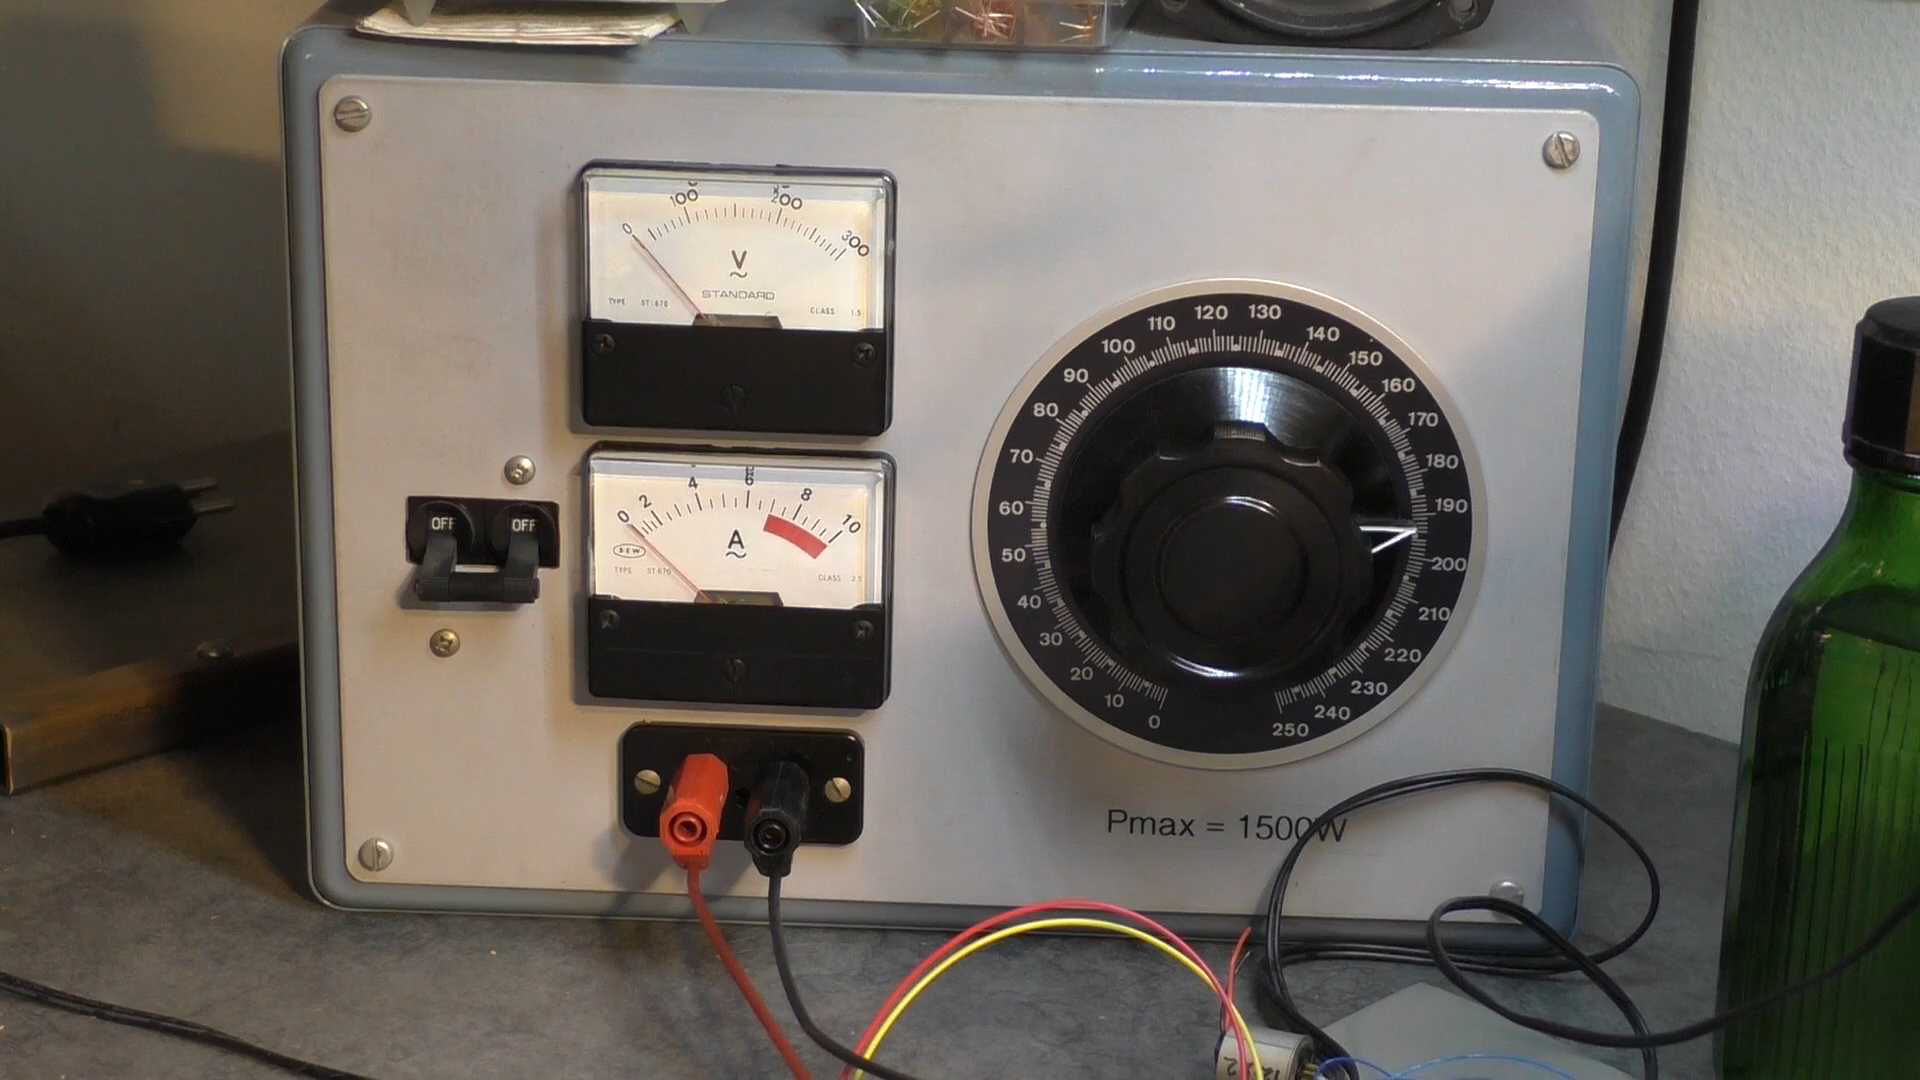 0 100 200 300
V
STANDARD
TYPE ST 670 CLASS 1.5
OFF OFF
0 2 4 6 8 10
A
SEW
TYPE ST 670 CLASS 2.5
0 10 20 30 40 50 60 70 80 90 100 110 120 130 140 150 160 170 180 190 200 210 220 230 240 250
Pmax = 1500W